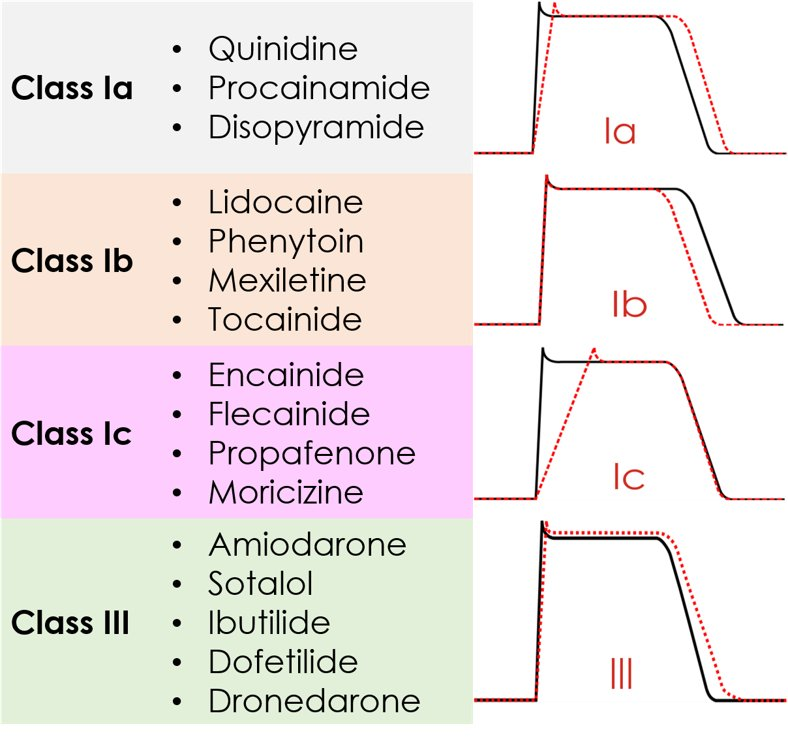 Class Ia
• Quinidine
• Procainamide
• Disopyramide
Ia
Class Ib
• Lidocaine
• Phenytoin
• Mexiletine
• Tocainide
Ib
Class Ic
• Encainide
• Flecainide
• Propafenone
• Moricizine
Ic
Class III
• Amiodarone
• Sotalol
• Ibutilide
• Dofetilide
• Dronedarone
III